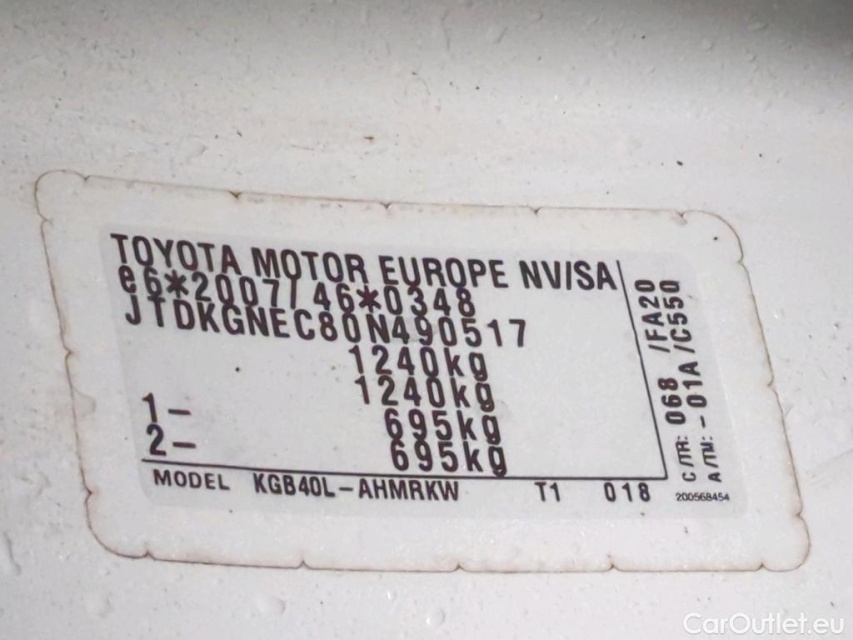 TOYOTA MOTOR EUROPE NV/SA
e6*2007/46*0348
JTDKGNEC80N490517
1240kg
1240kg
1- 695kg
2- 695kg
MODEL KGB40L-AHMRKW T1 018
C/TR: 068 /FA20
A/TM: -01A /C550
200568454
CarOutlet.eu